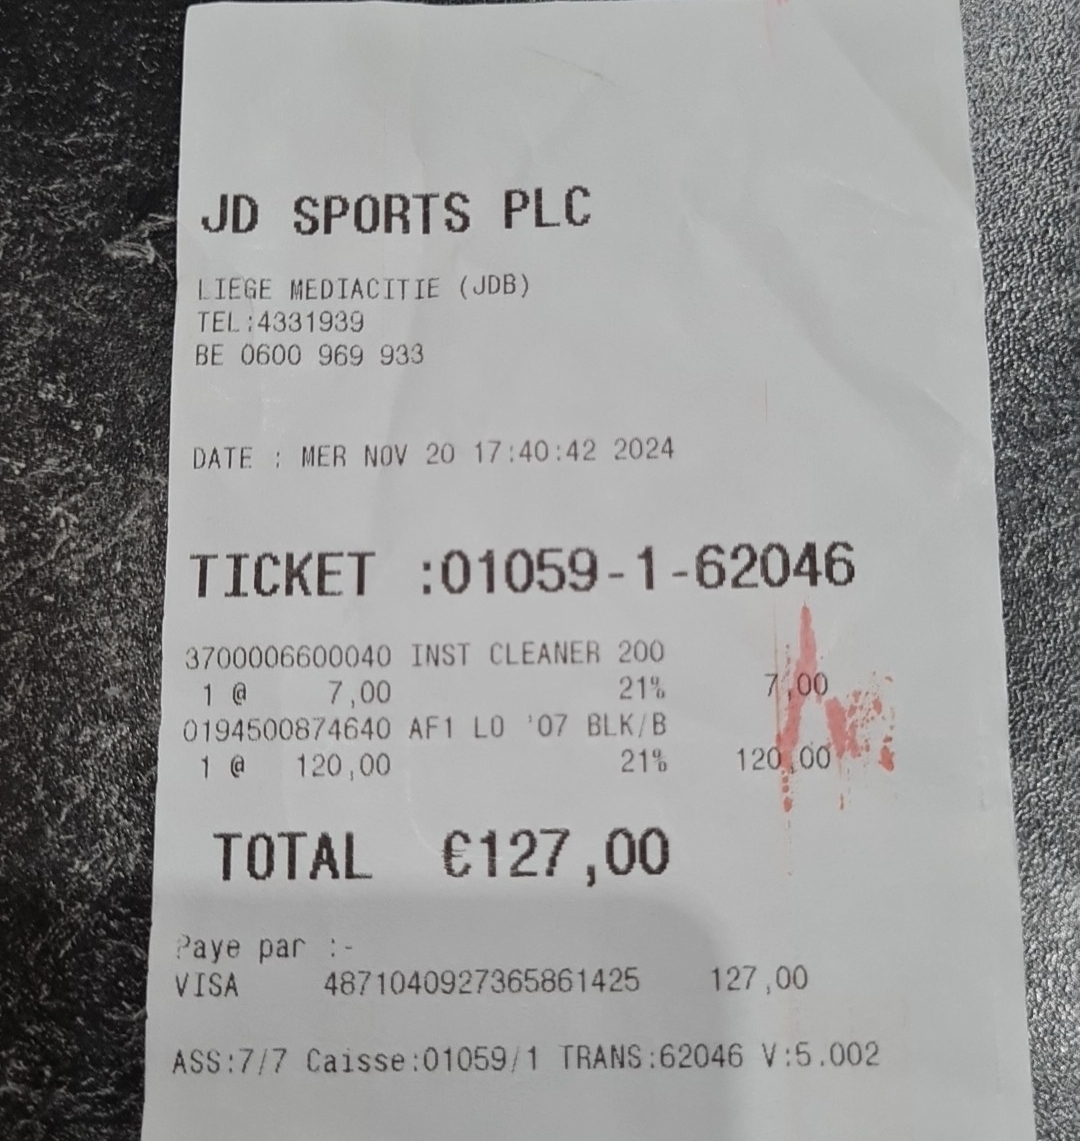 JD SPORTS PLC
LIEGE MEDIACITIE (JDB)
TEL:4331939
BE 0600 969 933
DATE : MER NOV 20 17:40:42 2024
TICKET :01059-1-62046
3700006600040 INST CLEANER 200
1 @ 7,00 21% 7,00
0194500874640 AF1 LO '07 BLK/B
1 @ 120,00 21% 120,00
TOTAL €127,00
Paye par :-
VISA 4871040927365861425 127,00
ASS:7/7 Caisse:01059/1 TRANS:62046 V:5.002